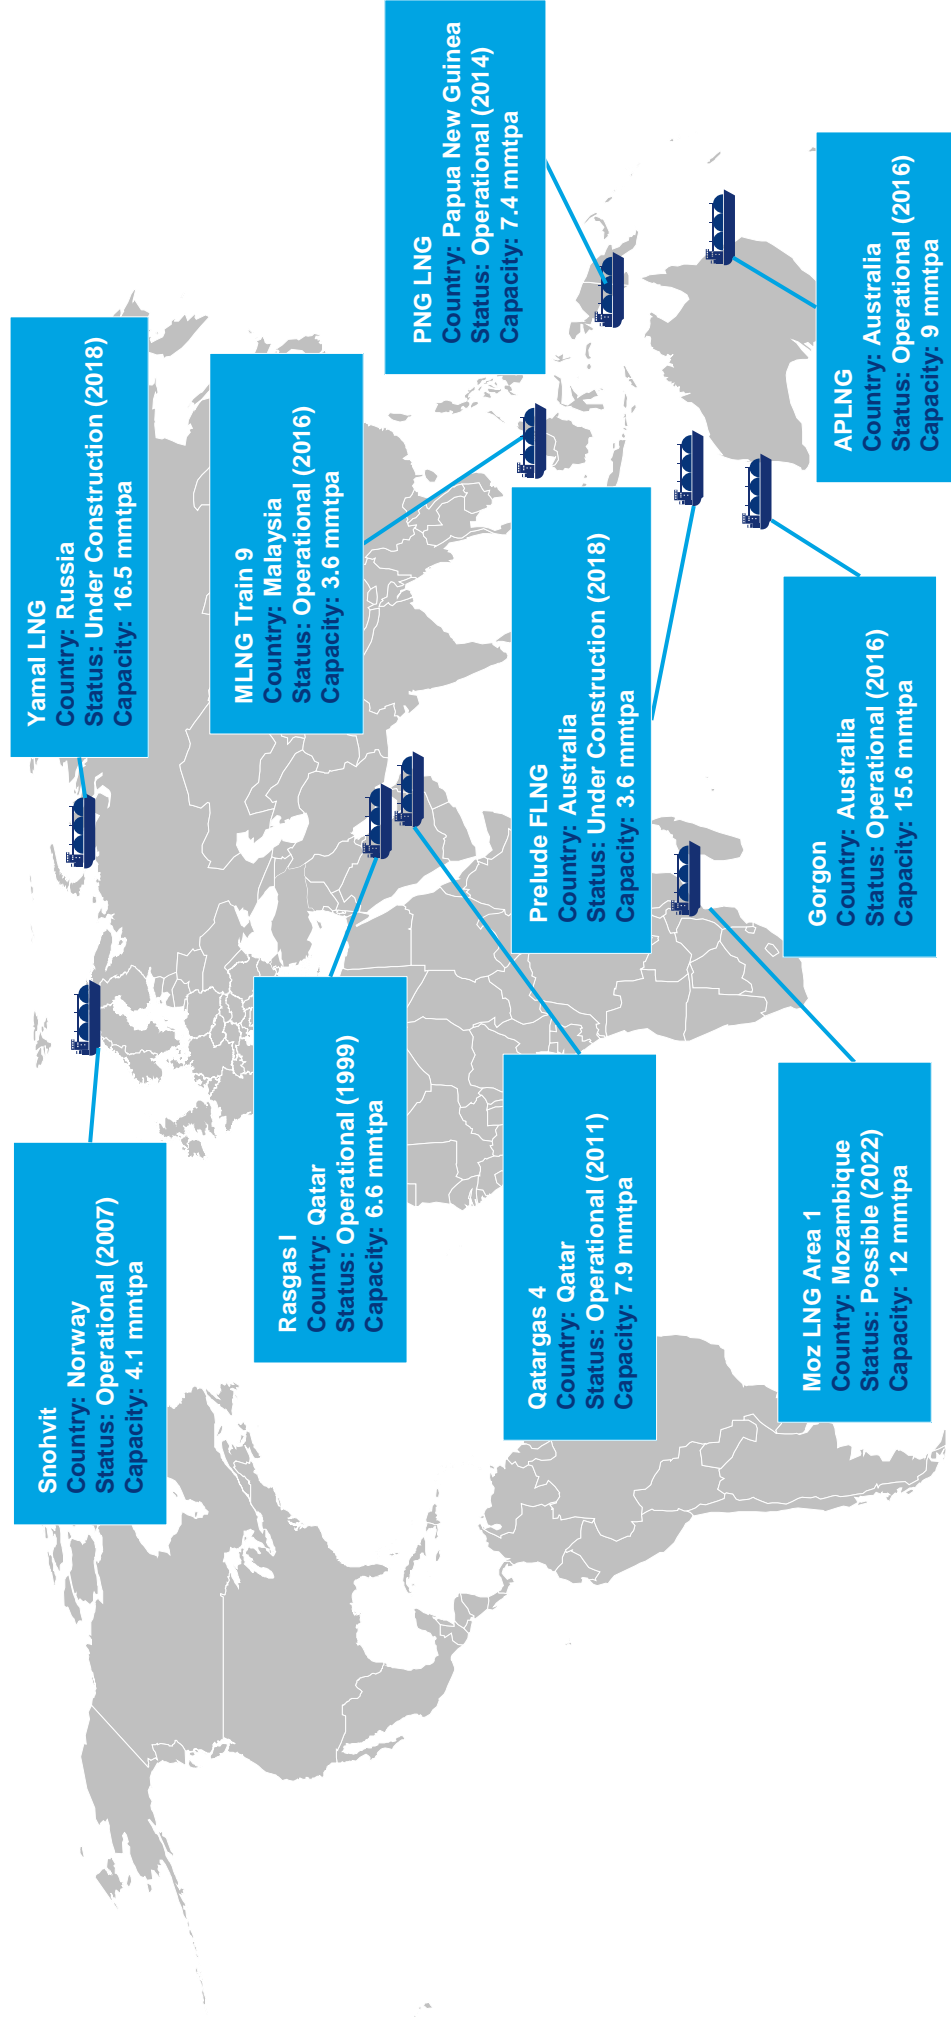 Snohvit
Country: Norway
Status: Operational (2007)
Capacity: 4.1 mmtpa
Yamal LNG
Country: Russia
Status: Under Construction (2018)
Capacity: 16.5 mmtpa
Rasgas I
Country: Qatar
Status: Operational (1999)
Capacity: 6.6 mmtpa
MLNG Train 9
Country: Malaysia
Status: Operational (2016)
Capacity: 3.6 mmtpa
PNG LNG
Country: Papua New Guinea
Status: Operational (2014)
Capacity: 7.4 mmtpa
Qatargas 4
Country: Qatar
Status: Operational (2011)
Capacity: 7.9 mmtpa
Prelude FLNG
Country: Australia
Status: Under Construction (2018)
Capacity: 3.6 mmtpa
Moz LNG Area 1
Country: Mozambique
Status: Possible (2022)
Capacity: 12 mmtpa
Gorgon
Country: Australia
Status: Operational (2016)
Capacity: 15.6 mmtpa
APLNG
Country: Australia
Status: Operational (2016)
Capacity: 9 mmtpa